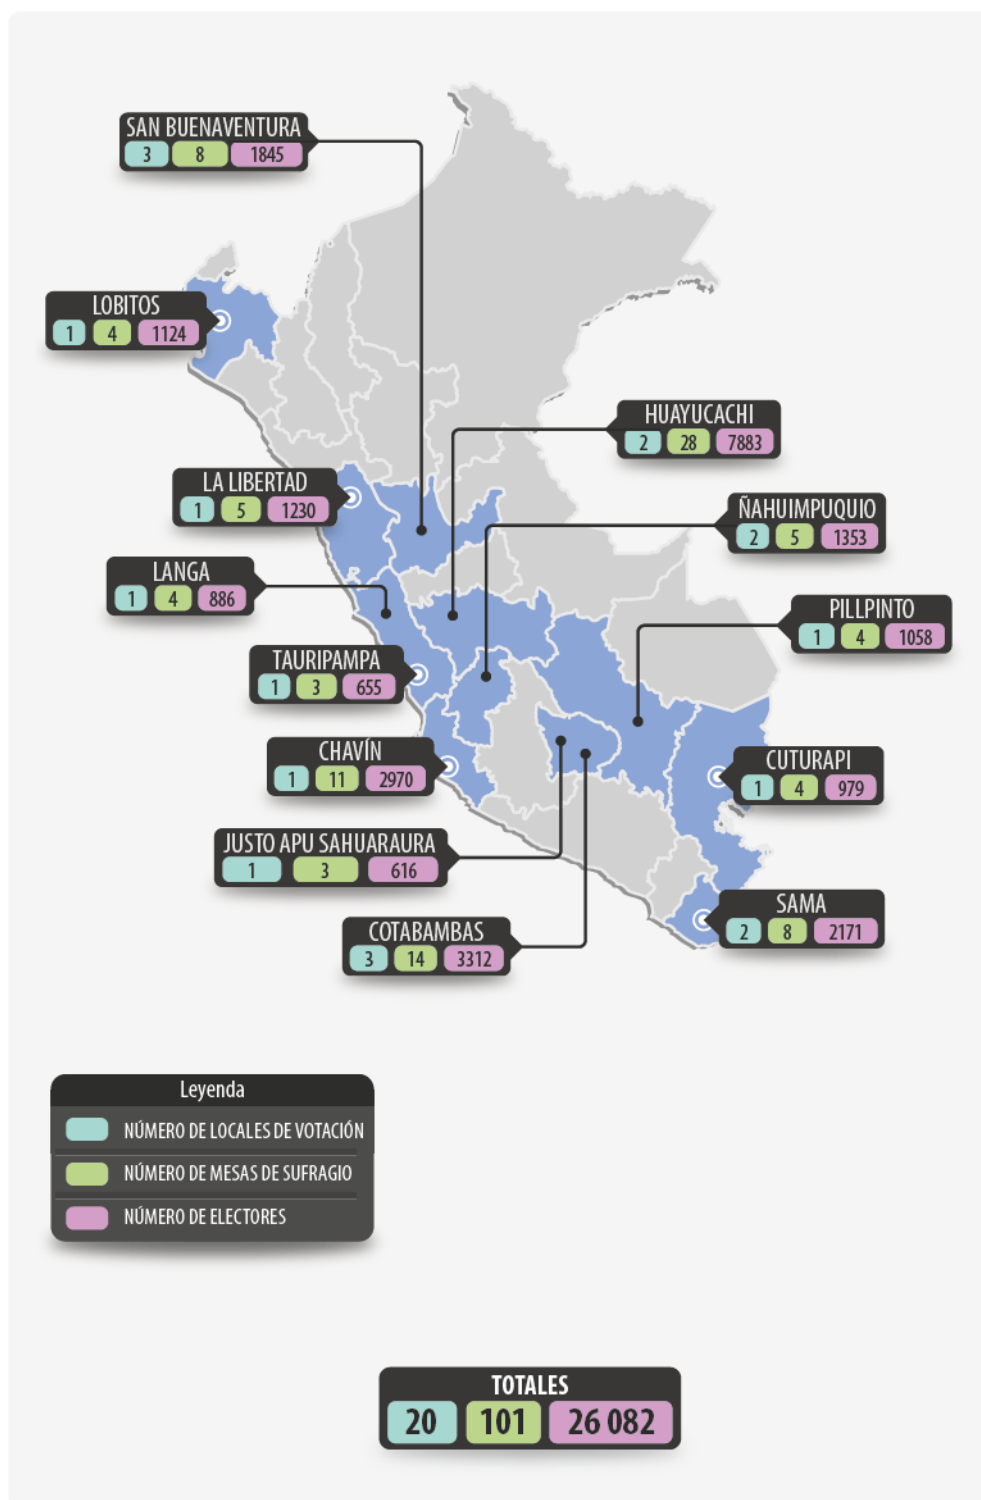 SAN BUENAVENTURA
3 8 1845
LOBITOS
1 4 1124
HUAYUCACHI
2 28 7883
LA LIBERTAD
1 5 1230
ÑAHUIMPUQUIO
2 5 1353
LANGA
1 4 886
PILLPINTO
1 4 1058
TAURIPAMPA
1 3 655
CHAVÍN
1 11 2970
CUTURAPI
1 4 979
JUSTO APU SAHUARAURA
1 3 616
SAMA
2 8 2171
COTABAMBAS
3 14 3312
Leyenda
NÚMERO DE LOCALES DE VOTACIÓN
NÚMERO DE MESAS DE SUFRAGIO
NÚMERO DE ELECTORES
TOTALES
20 101 26 082